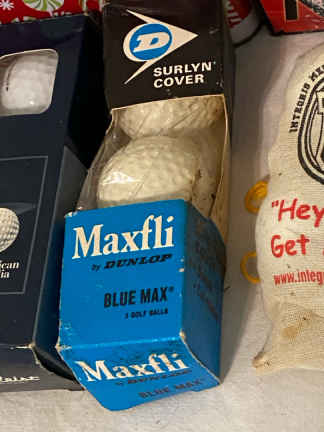 D
SURLYN®
COVER
Maxfli
by DUNLOP
BLUE MAX®
3 GOLF BALLS
Maxfli
by DUNLOP
BLUE MAX®
"Hey
Get
www.integ
INTEGRIS